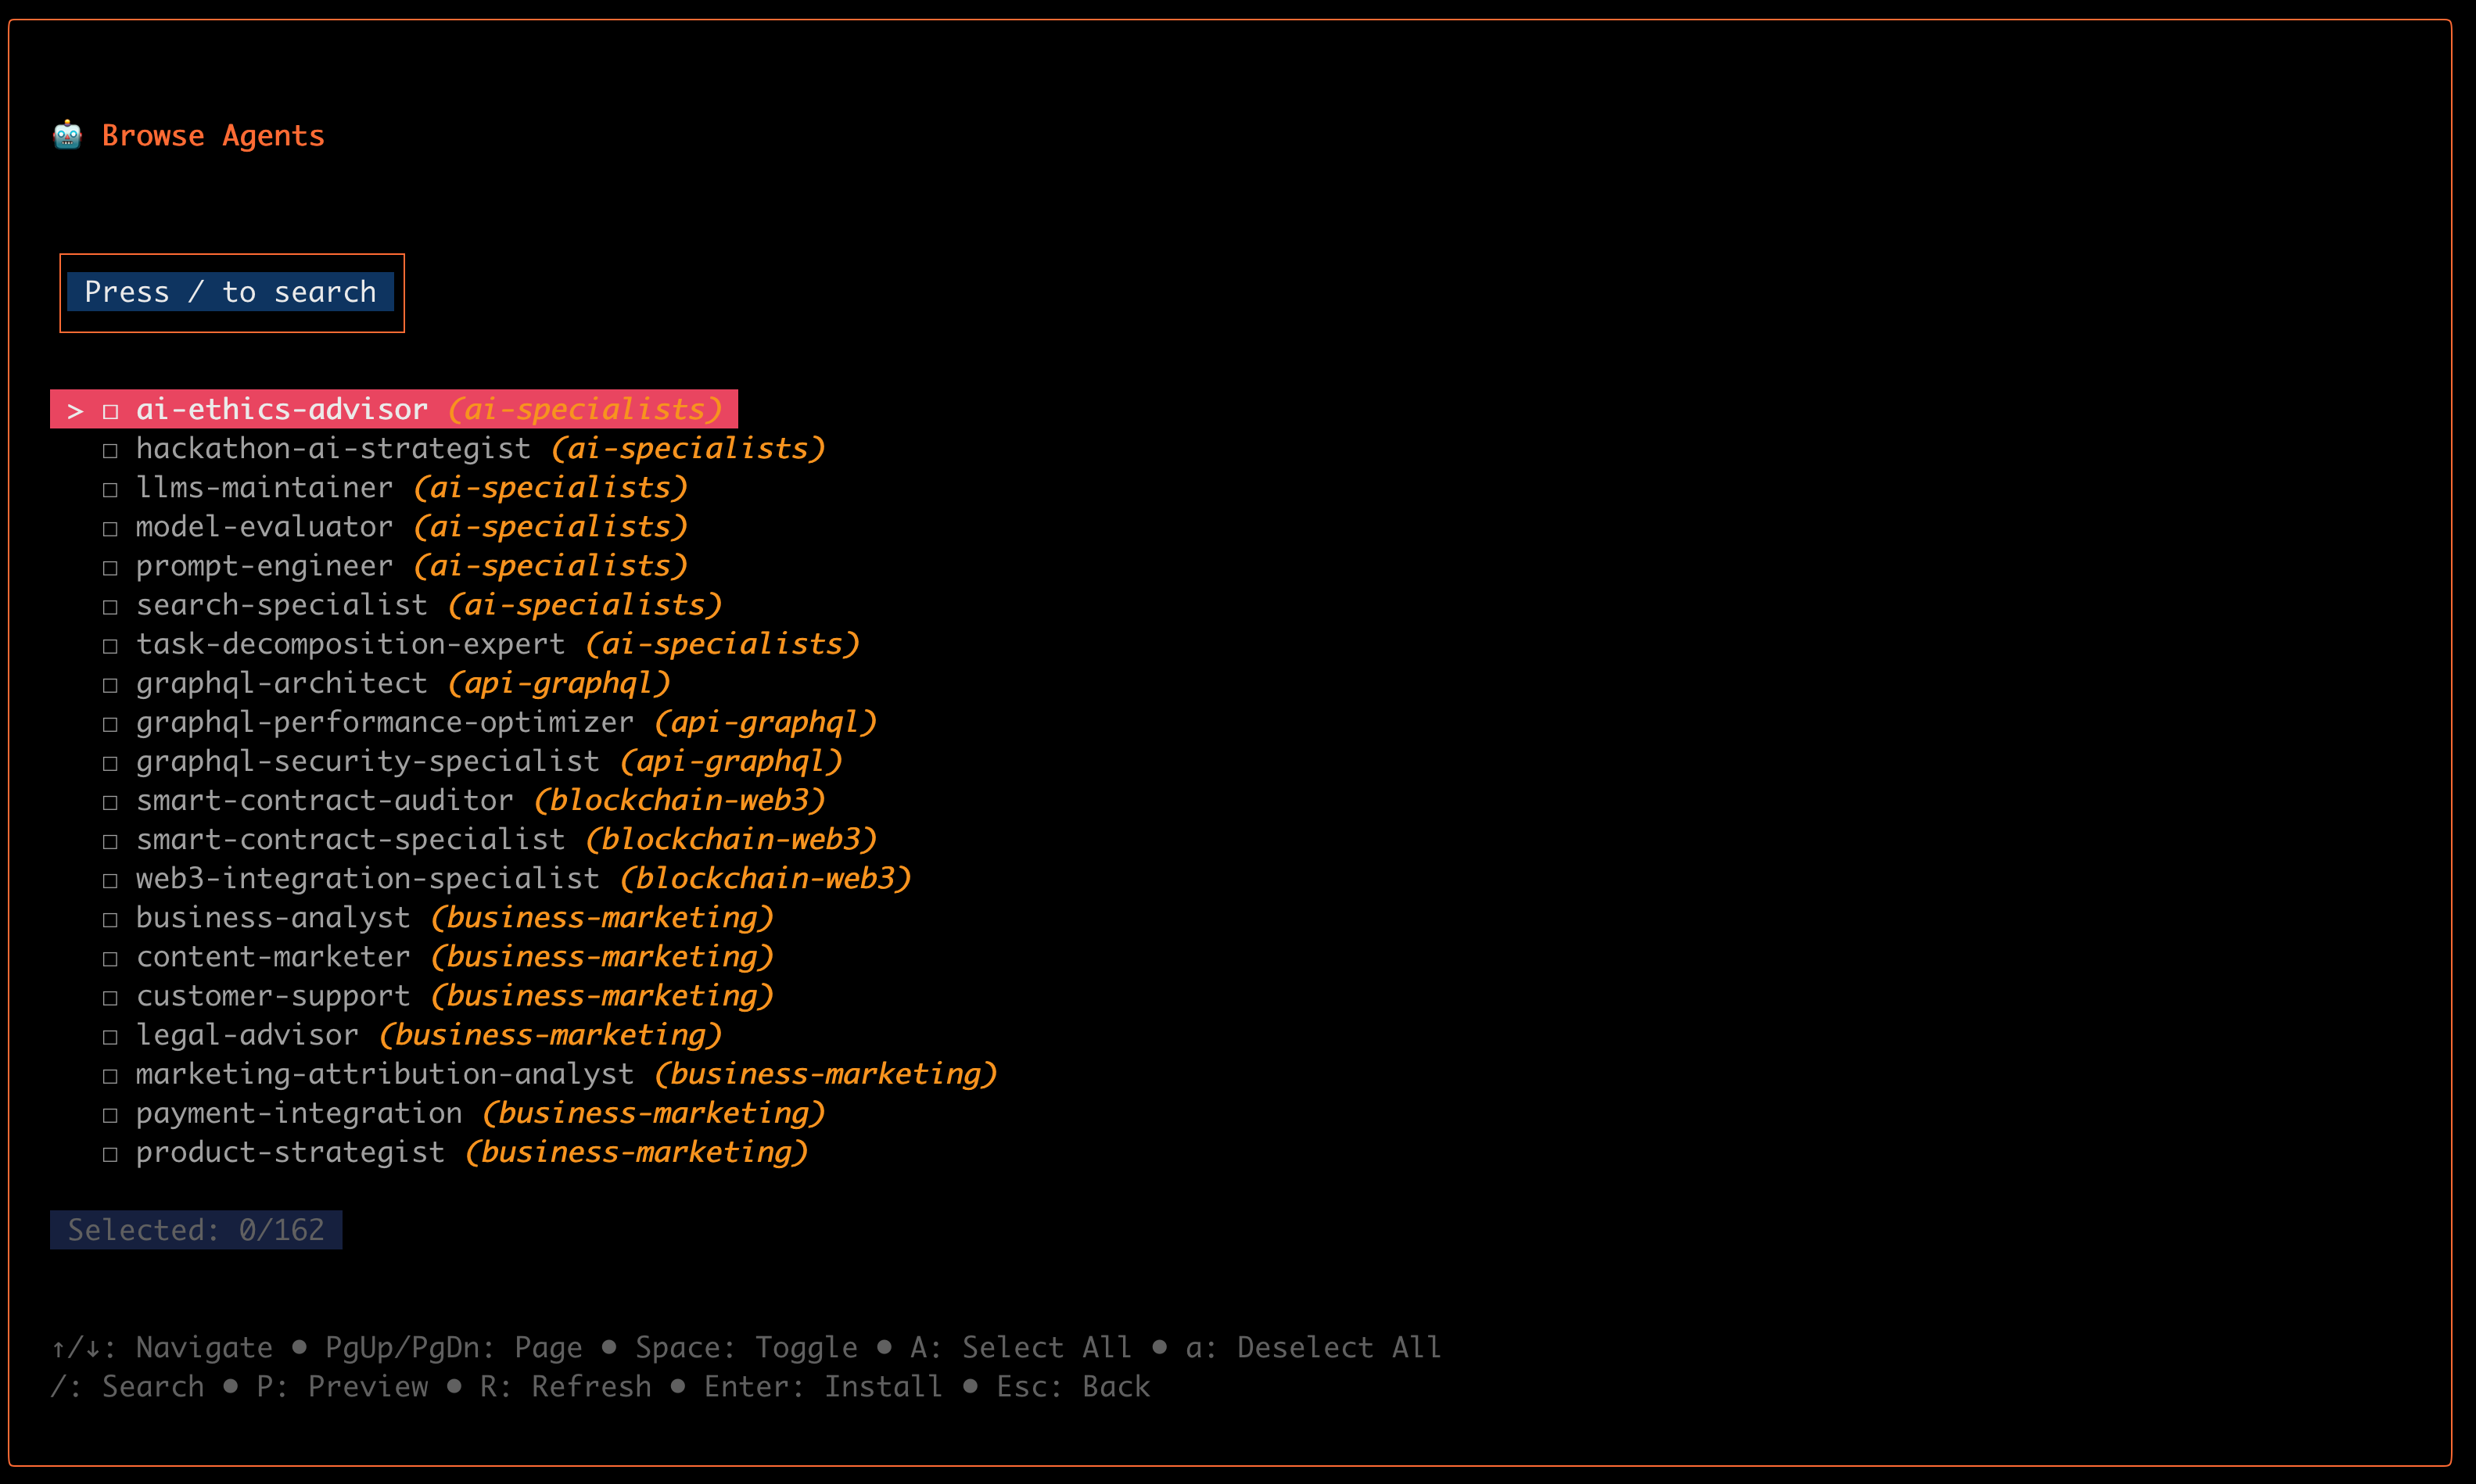 🤖 Browse Agents
Press / to search
> ☐ ai-ethics-advisor (ai-specialists)
☐ hackathon-ai-strategist (ai-specialists)
☐ llms-maintainer (ai-specialists)
☐ model-evaluator (ai-specialists)
☐ prompt-engineer (ai-specialists)
☐ search-specialist (ai-specialists)
☐ task-decomposition-expert (ai-specialists)
☐ graphql-architect (api-graphql)
☐ graphql-performance-optimizer (api-graphql)
☐ graphql-security-specialist (api-graphql)
☐ smart-contract-auditor (blockchain-web3)
☐ smart-contract-specialist (blockchain-web3)
☐ web3-integration-specialist (blockchain-web3)
☐ business-analyst (business-marketing)
☐ content-marketer (business-marketing)
☐ customer-support (business-marketing)
☐ legal-advisor (business-marketing)
☐ marketing-attribution-analyst (business-marketing)
☐ payment-integration (business-marketing)
☐ product-strategist (business-marketing)
Selected: 0/162
↑/↓: Navigate • PgUp/PgDn: Page • Space: Toggle • A: Select All • a: Deselect All
/: Search • P: Preview • R: Refresh • Enter: Install • Esc: Back